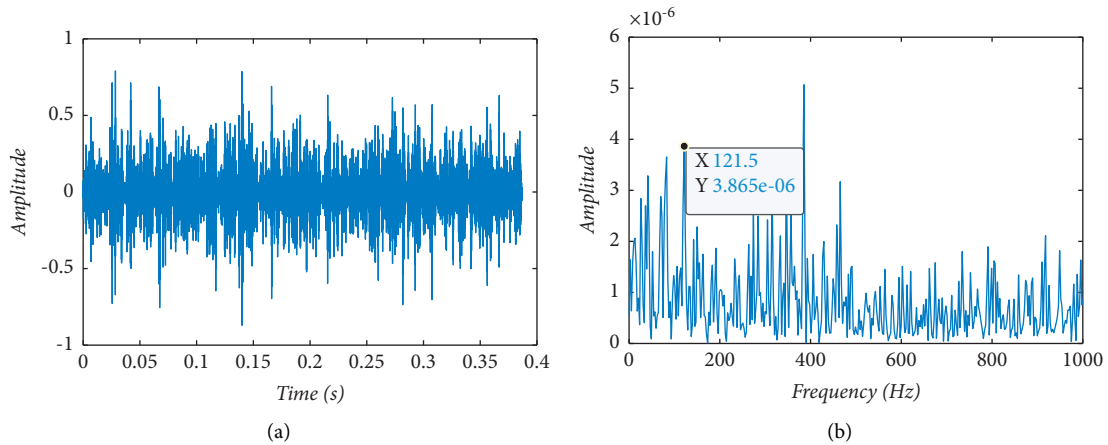 1
0.5
0
-0.5
-1
Amplitude
0 0.05 0.1 0.15 0.2 0.25 0.3 0.35 0.4
Time (s)
(a)
×10-6
6
5
4
3
2
1
0
Amplitude
X 121.5
Y 3.865e-06
0 200 400 600 800 1000
Frequency (Hz)
(b)